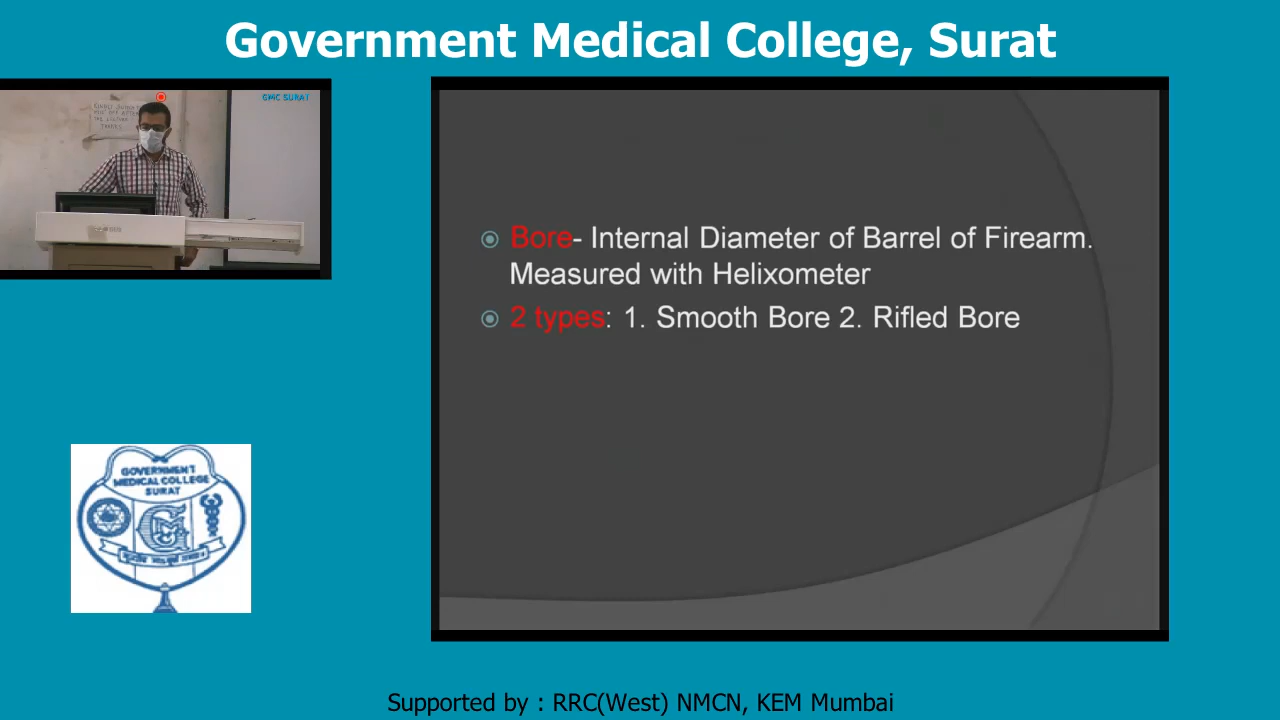 Government Medical College, Surat
GMC SURAT
Bore- Internal Diameter of Barrel of Firearm.
Measured with Helixometer
2 types: 1. Smooth Bore 2. Rifled Bore
GOVERNMENT
MEDICAL COLLEGE
SURAT
Supported by : RRC(West) NMCN, KEM Mumbai